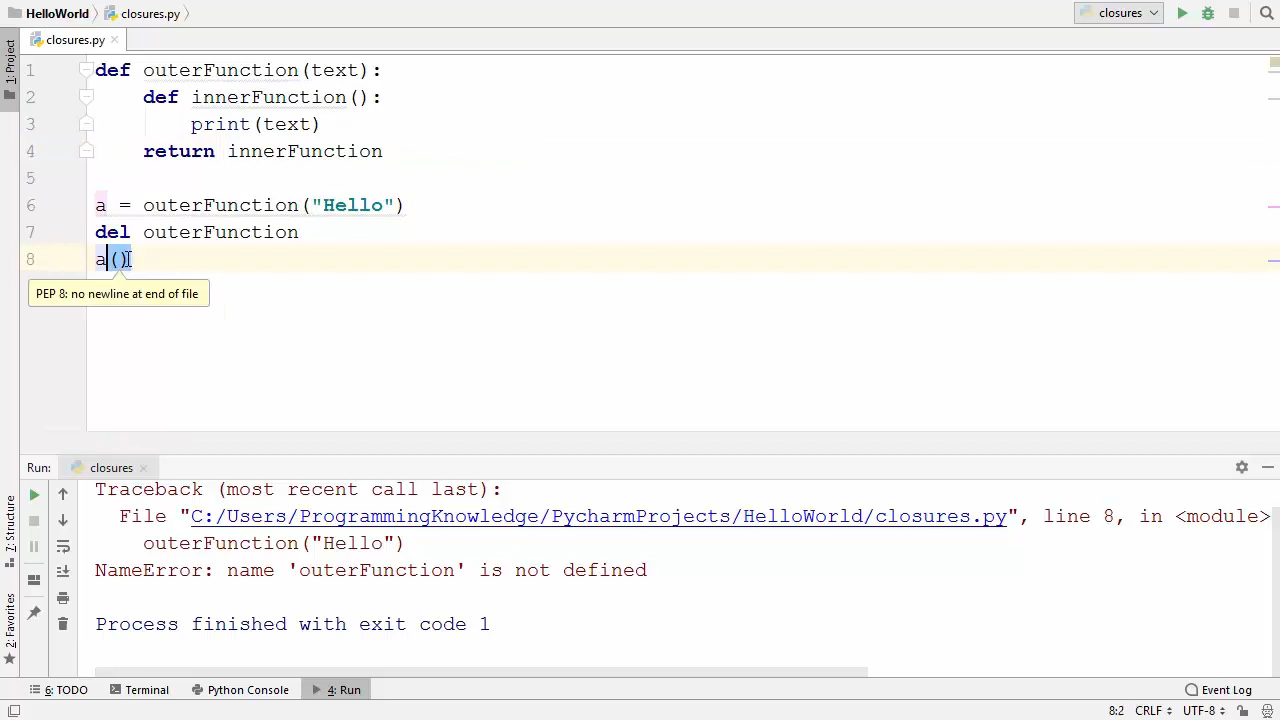 HelloWorld closures.py closures
closures.py
1: Project
1 def outerFunction(text):
2 def innerFunction():
3 print(text)
4 return innerFunction
5
6 a = outerFunction("Hello")
7 del outerFunction
8 a()
PEP 8: no newline at end of file
Run: closures
Traceback (most recent call last):
File "C:/Users/ProgrammingKnowledge/PycharmProjects/HelloWorld/closures.py", line 8, in <module>
outerFunction("Hello")
NameError: name 'outerFunction' is not defined
Process finished with exit code 1
7: Structure
2: Favorites
6: TODO Terminal Python Console 4: Run Event Log
8:2 CRLF UTF-8